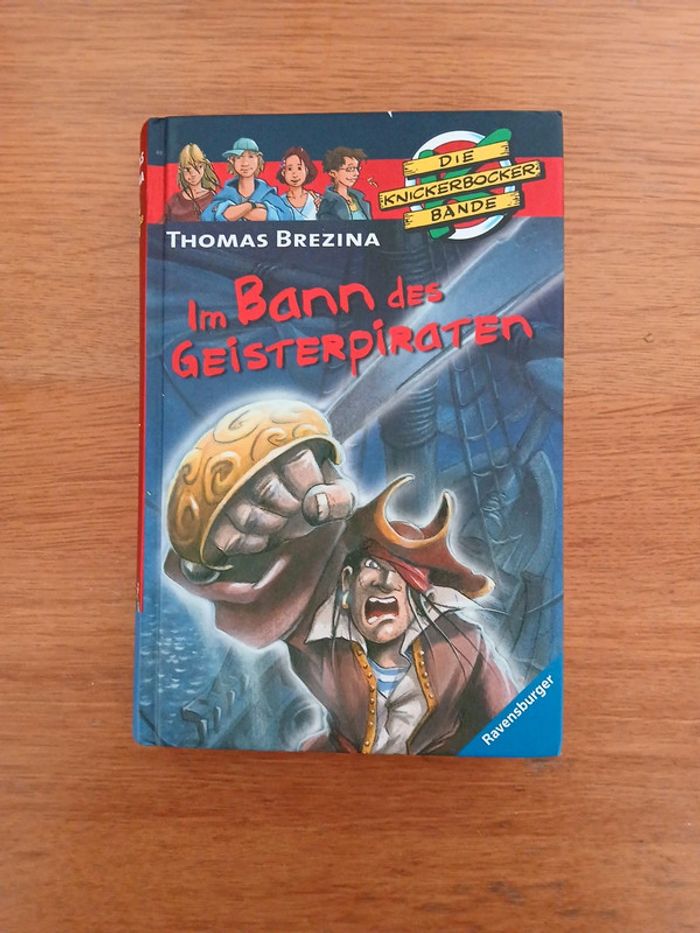 DIE
KNICKERBOCKER-
BANDE
THOMAS BREZINA
Im Bann des
Geisterpiraten
Ravensburger